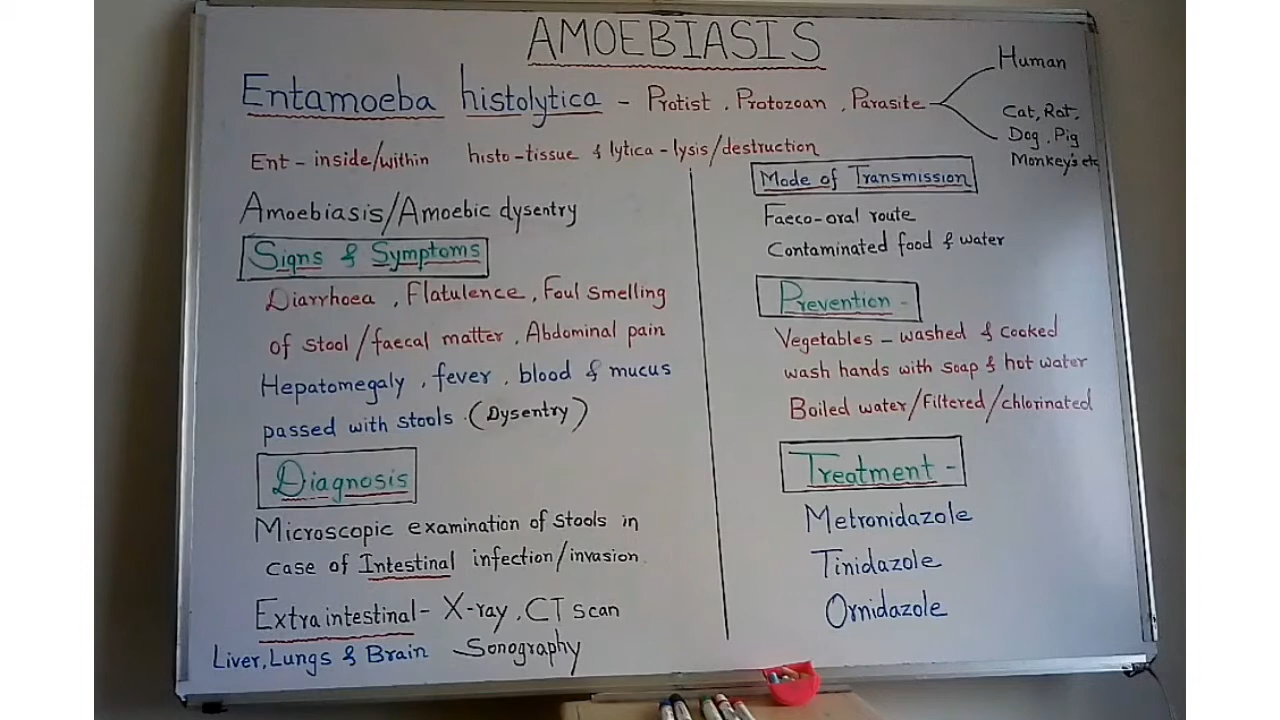 AMOEBIASIS
Entamoeba histolytica - Protist, Protozoan, Parasite
Human
Cat, Rat,
Dog, Pig
Monkey's etc
Ent - inside/within histo-tissue & lytica - lysis/destruction
Amoebiasis/Amoebic dysentry
Signs & Symptoms
Diarrhoea, Flatulence, Foul smelling
of stool/faecal matter, Abdominal pain
Hepatomegaly, fever, blood & mucus
passed with stools. (Dysentry)
Diagnosis
Microscopic examination of stools in
case of Intestinal infection/invasion
Extraintestinal - X-ray, CT scan
Liver, Lungs & Brain Sonography
Mode of Transmission
Faeco-oral route
Contaminated food & water
Prevention -
Vegetables - washed & cooked
wash hands with soap & hot water
Boiled water/Filtered/chlorinated
Treatment -
Metronidazole
Tinidazole
Ornidazole